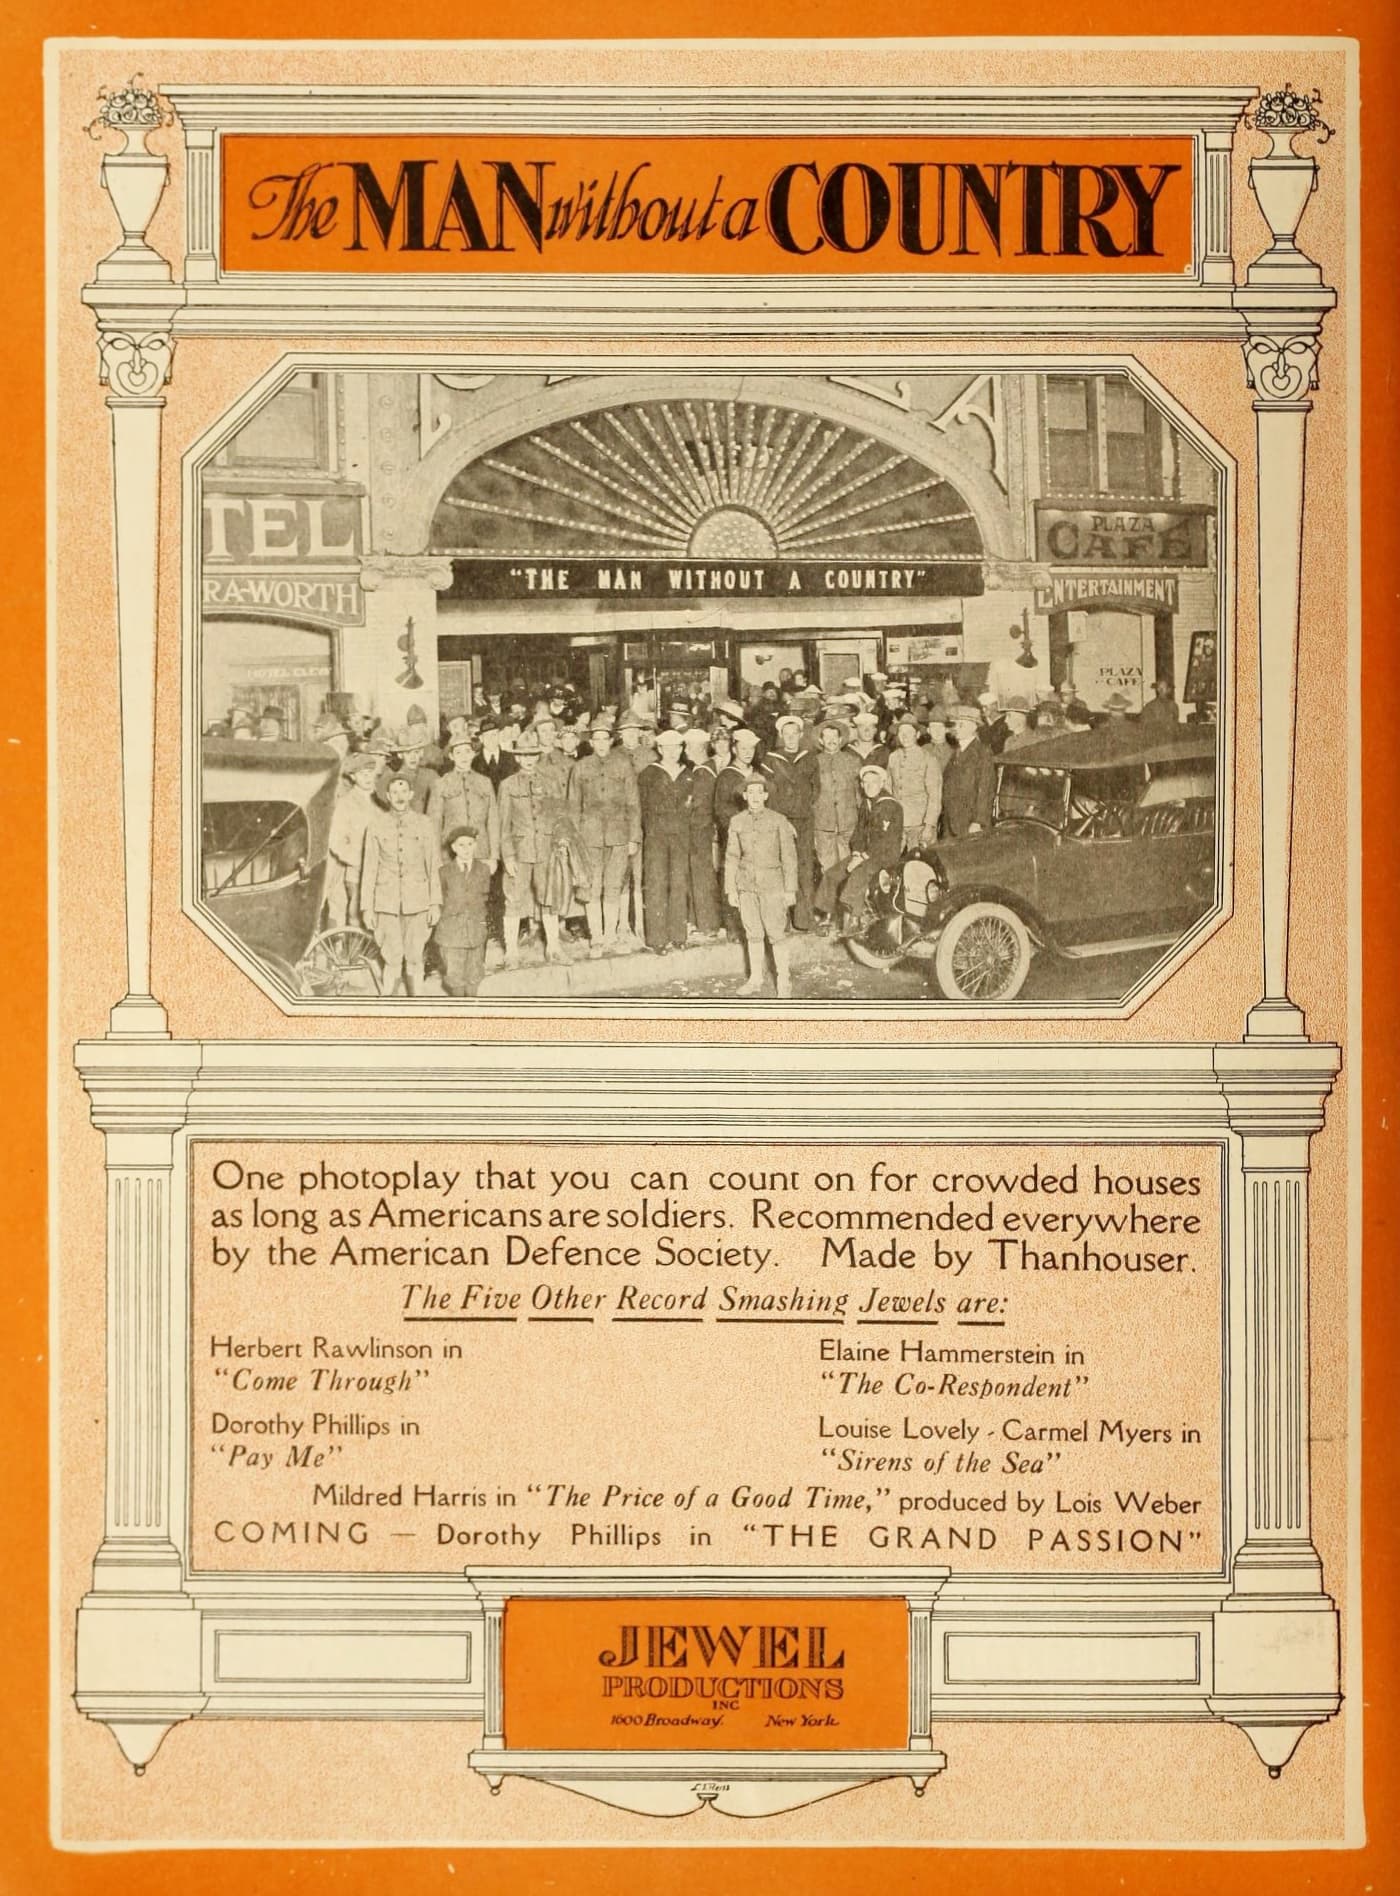 The MAN without a COUNTRY
TEL
RA-WORTH
PLAZA
CAFE
ENTERTAINMENT
"THE MAN WITHOUT A COUNTRY"
PLAZA
CAFE
One photoplay that you can count on for crowded houses
as long as Americans are soldiers. Recommended everywhere
by the American Defence Society. Made by Thanhouser.
The Five Other Record Smashing Jewels are:
Herbert Rawlinson in
"Come Through"
Elaine Hammerstein in
"The Co-Respondent"
Dorothy Phillips in
"Pay Me"
Louise Lovely - Carmel Myers in
"Sirens of the Sea"
Mildred Harris in "The Price of a Good Time," produced by Lois Weber
COMING — Dorothy Phillips in "THE GRAND PASSION"
JEWEL
PRODUCTIONS
INC
1600 Broadway. New York